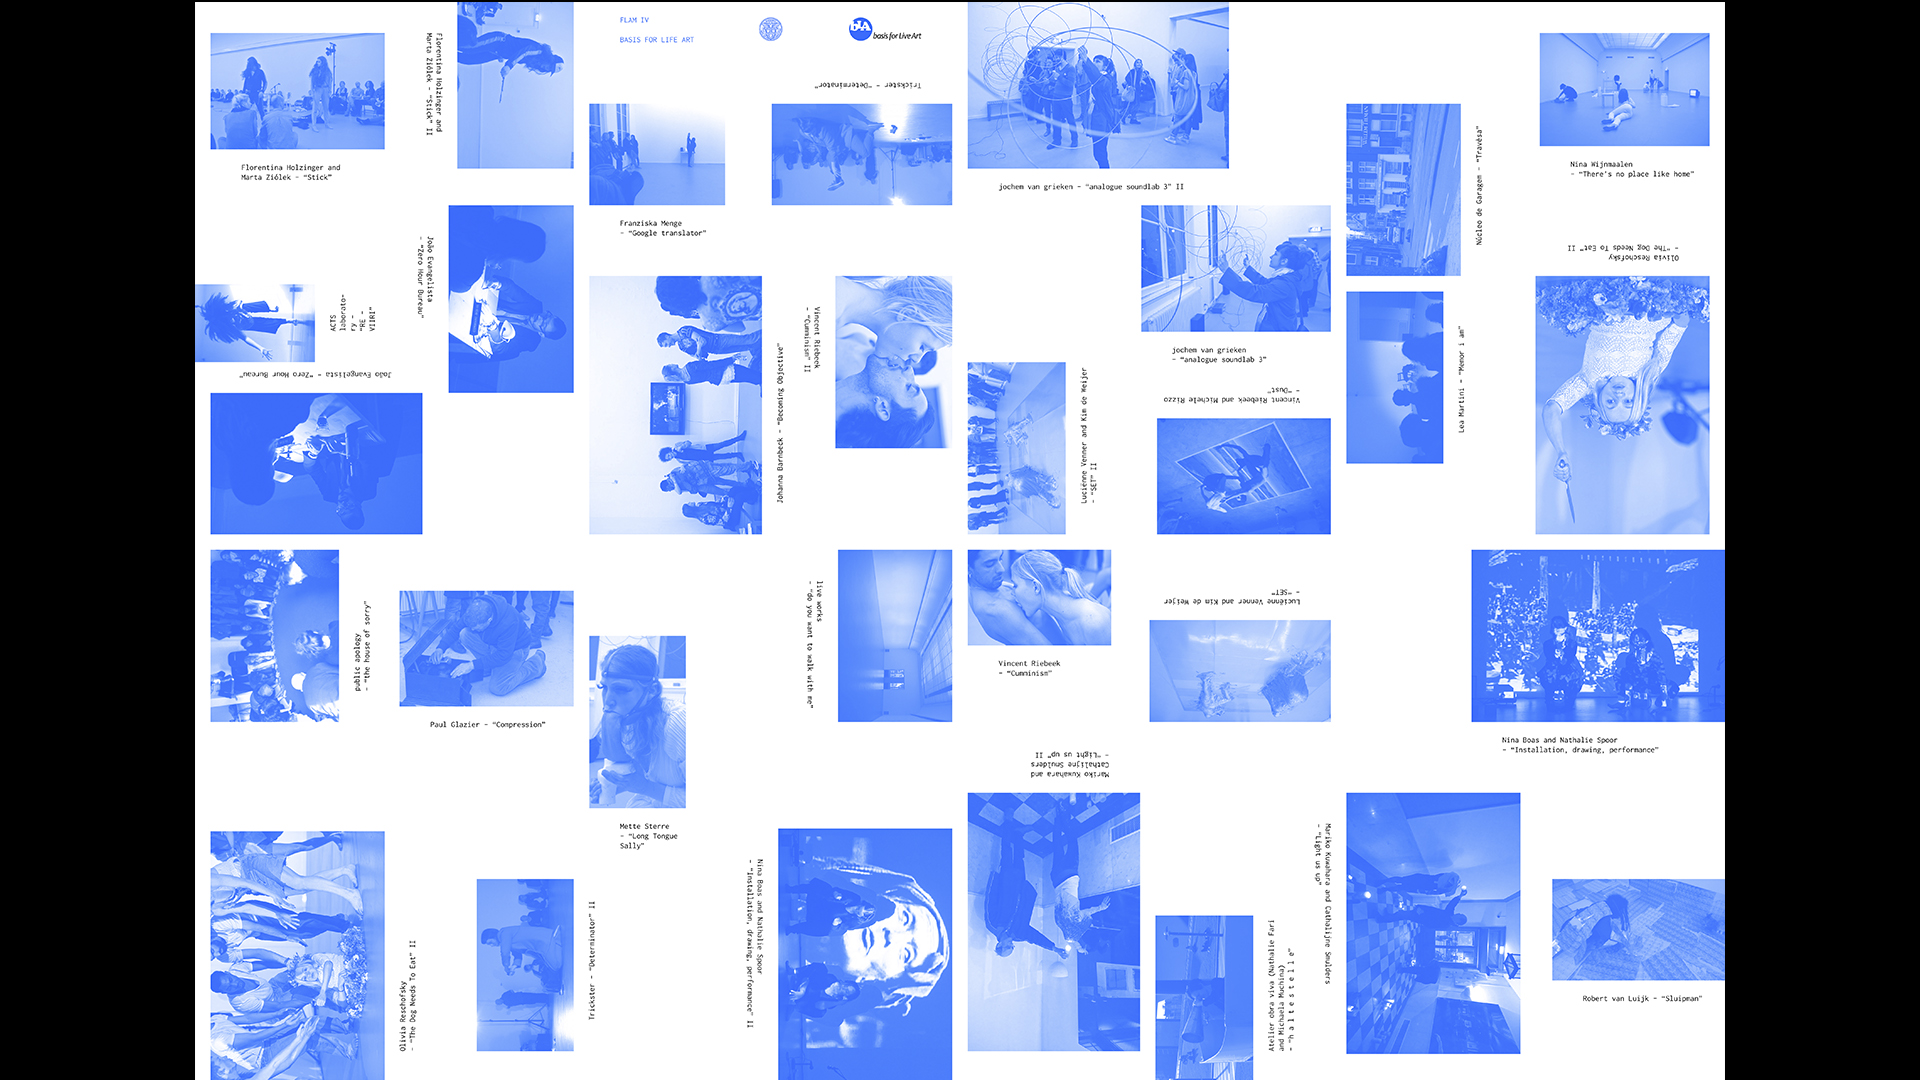 FLAM IV
BASIS FOR LIFE ART
bLA
basis for Live Art
Florentina Holzinger and
Marta Ziólek – “Stick”
Florentina Holzinger and
Marta Ziólek – “Stick” II
Franziska Menge
– “Google translator”
Trickster – “Determinator”
jochem van grieken – “analogue soundlab 3” II
Núcleo de Garagem – “Travésa”
Nina Wijnmaalen
– “There's no place like home”
ACTS
laborato–
ry –
“RE –
VIIRI”
João Evangelista
– “Zero Hour Bureau”
João Evangelista – “Zero Hour Bureau”
Johanna Barnbeck – “Becoming Objective”
Vincent Riebeek
– “Cumminism” II
Luciënne Venner and Kim de Weijer
– “SET” II
jochem van grieken
– “analogue soundlab 3”
Vincent Riebeek and Michele Rizzo
– “Dust”
Lea Martini – “Memor i am”
Olivia Reschofsky
– “The Dog Needs To Eat” II
public apology
– “the house of sorry”
Paul Glazier – “Compression”
Mette Sterre
– “Long Tongue
Sally”
live works
– “do you want to walk with me”
Vincent Riebeek
– “Cumminism”
Luciënne Venner and Kim de Weijer
– “SET”
Nina Boas and Nathalie Spoor
– “Installation, drawing, performance”
Olivia Reschofsky
– “The Dog Needs To Eat” II
Trickster – “Determinator” II
Nina Boas and Nathalie Spoor
– “Installation, drawing, performance” II
Mariko Kuwahara and
Cathalijne Smulders
– “Light us up” II
Atelier obra viva (Nathalie Fari
and Michaela Muchina)
– “h a l t e s t e l l e”
Mariko Kuwahara and Cathalijne Smulders
– “Light us up”
Robert van Luijk – “Sluipman”